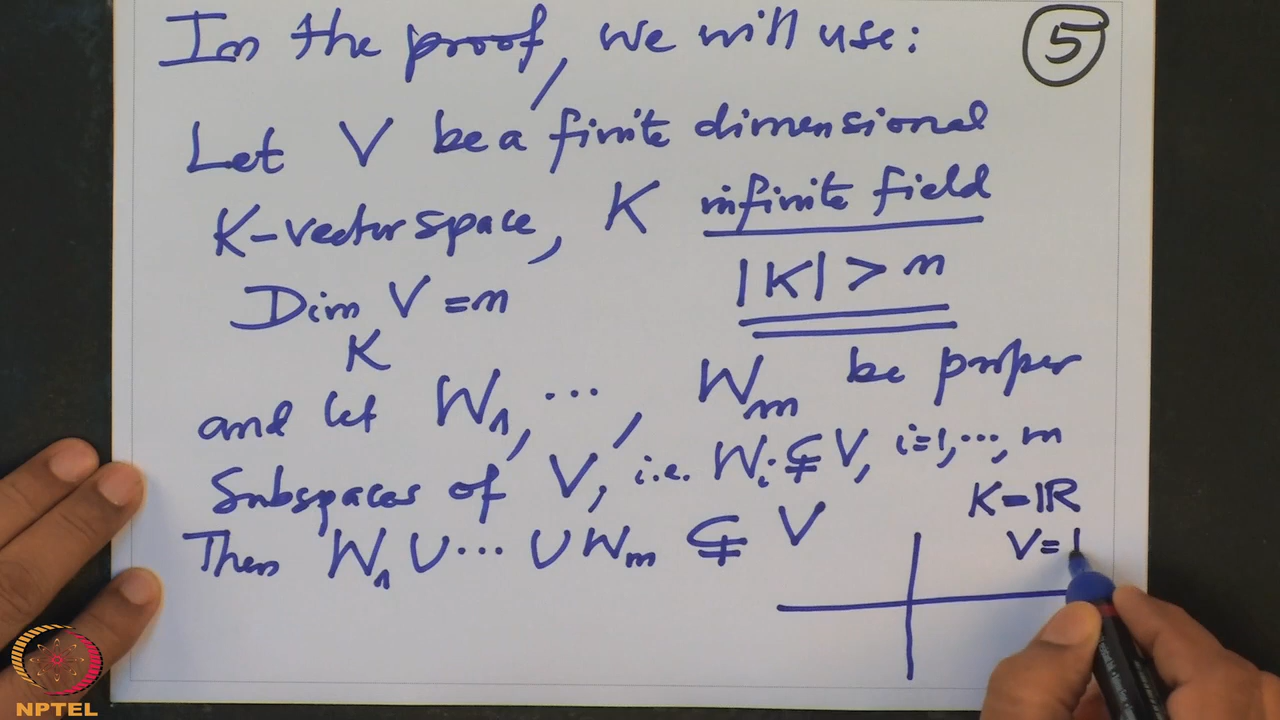 In the proof, we will use: 5
Let V be a finite dimensional
K-vector space, K infinite field
Dim V = n |K| > n
K
and let W₁, ..., Wₘ be proper
Subspaces of V, i.e. Wᵢ ⊊ V, i=1,...,m
K=ℝ
Then W₁ ∪ ... ∪ Wₘ ⊊ V
V=
NPTEL